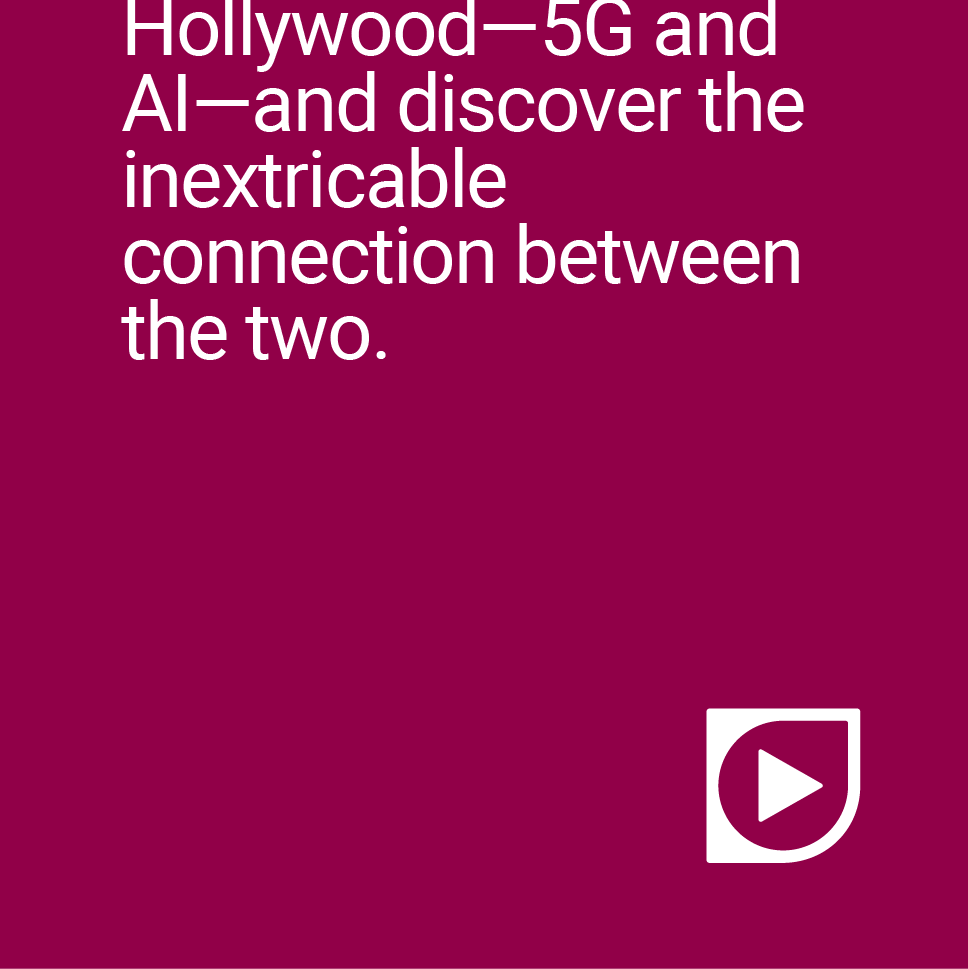 Hollywood—5G and
AI—and discover the
inextricable
connection between
the two.